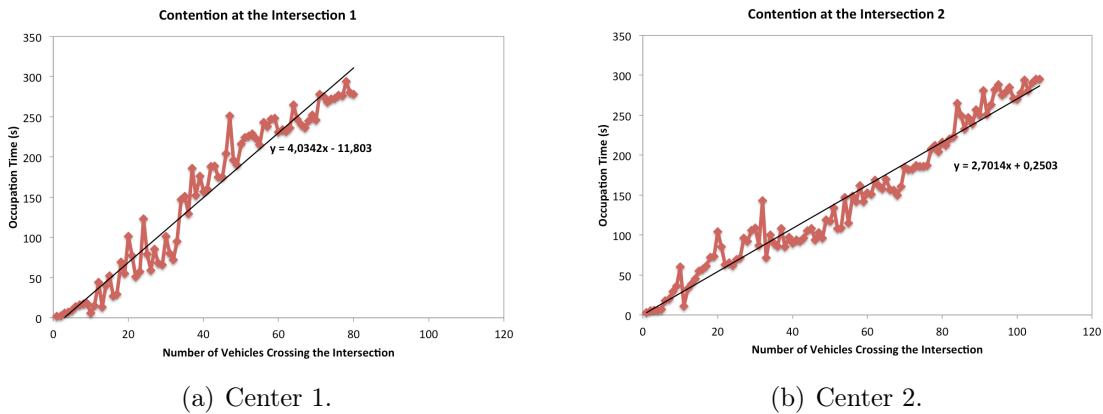 Contention at the Intersection 1
Occupation Time (s)
350
300
250
200
150
100
50
0
y = 4,0342x - 11,803
0 20 40 60 80 100 120
Number of Vehicles Crossing the Intersection
(a) Center 1.
Contention at the Intersection 2
Occupation Time (s)
350
300
250
200
150
100
50
0
y = 2,7014x + 0,2503
0 20 40 60 80 100 120
Number of Vehicles Crossing the Intersection
(b) Center 2.